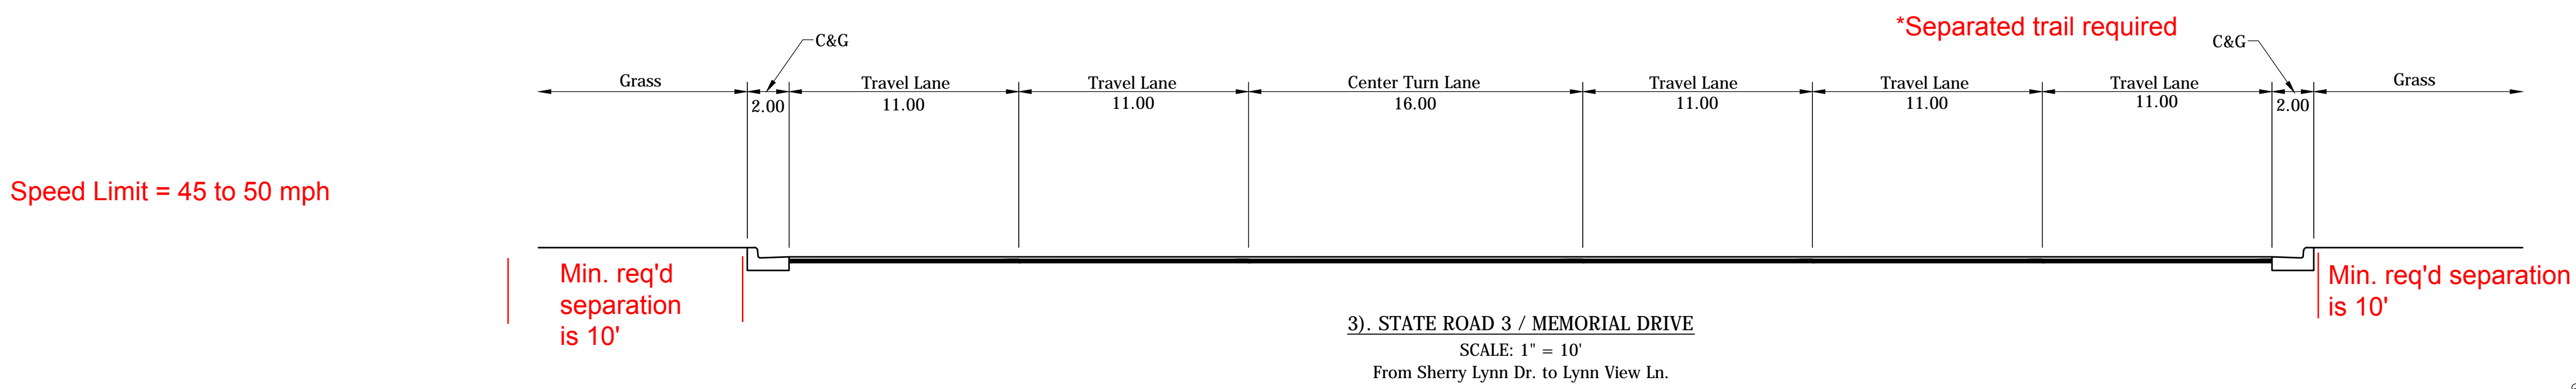 *Separated trail required
C&G
C&G
Grass
Travel Lane
Travel Lane
Center Turn Lane
Travel Lane
Travel Lane
Travel Lane
Grass
2.00
11.00
11.00
16.00
11.00
11.00
11.00
2.00
Speed Limit = 45 to 50 mph
Min. req'd
separation
is 10'
Min. req'd separation
is 10'
3). STATE ROAD 3 / MEMORIAL DRIVE
SCALE: 1" = 10'
From Sherry Lynn Dr. to Lynn View Ln.